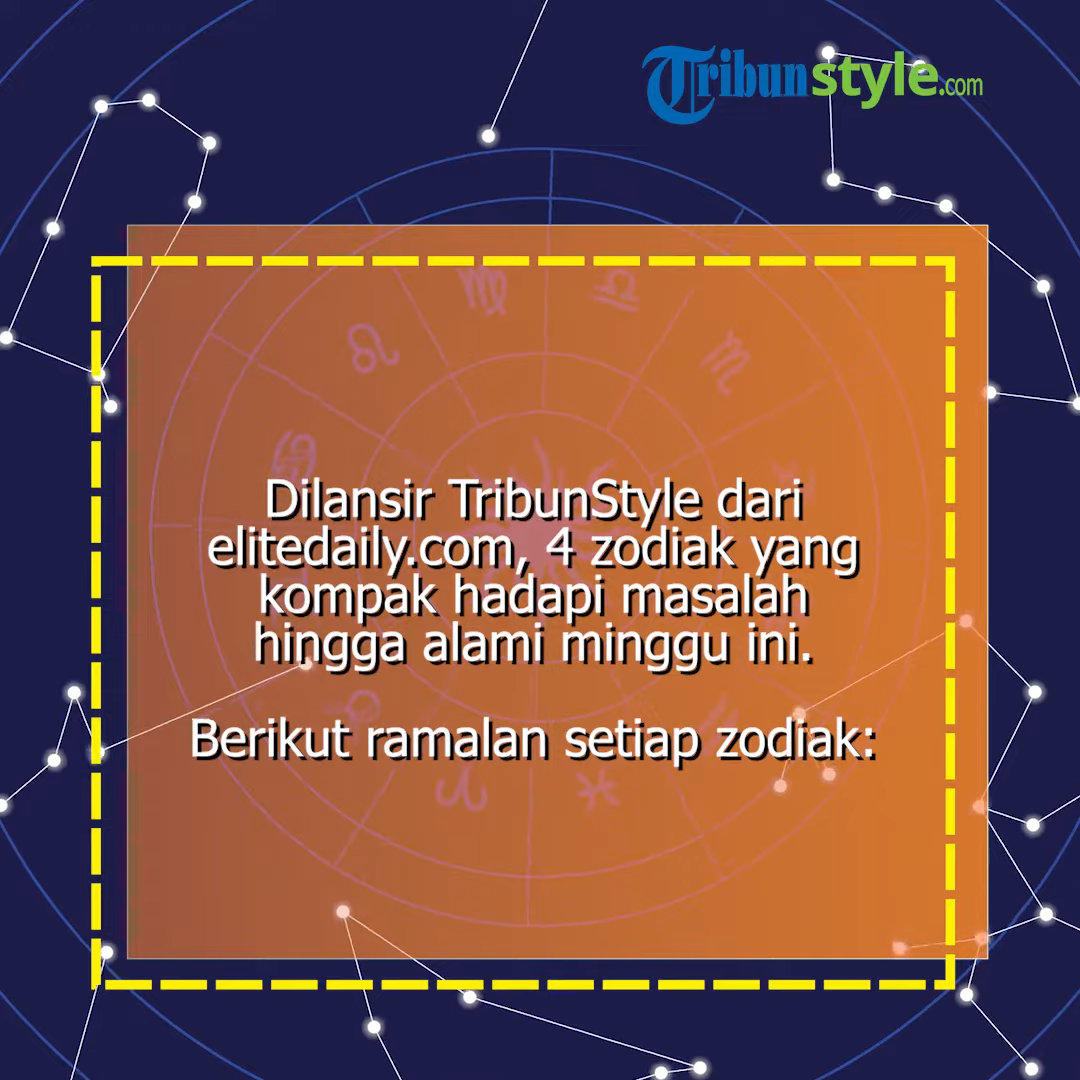 Tribunstyle.com
Dilansir TribunStyle dari
elitedaily.com, 4 zodiak yang
kompak hadapi masalah
hingga alami minggu ini.
Berikut ramalan setiap zodiak: